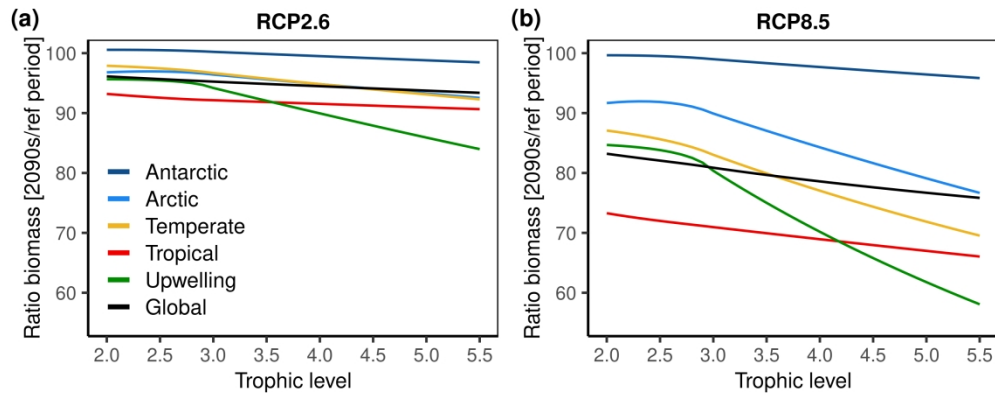 (a)
RCP2.6
Ratio biomass [2090s/ref period]
100
90
80
70
60
Antarctic
Arctic
Temperate
Tropical
Upwelling
Global
2.0 2.5 3.0 3.5 4.0 4.5 5.0 5.5
Trophic level
(b)
RCP8.5
Ratio biomass [2090s/ref period]
100
90
80
70
60
2.0 2.5 3.0 3.5 4.0 4.5 5.0 5.5
Trophic level